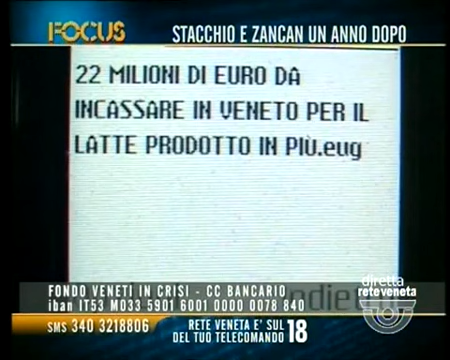 FOCUS
STACCHIO E ZANCAN UN ANNO DOPO
22 MILIONI DI EURO DA
INCASSARE IN VENETO PER IL
LATTE PRODOTTO IN PIÙ.eug
FONDO VENETI IN CRISI - CC BANCARIO
iban IT53 M033 5901 6001 0000 0078 840
diretta
reteveneta
SMS 340 3218806
RETE VENETA E' SUL
DEL TUO TELECOMANDO 18